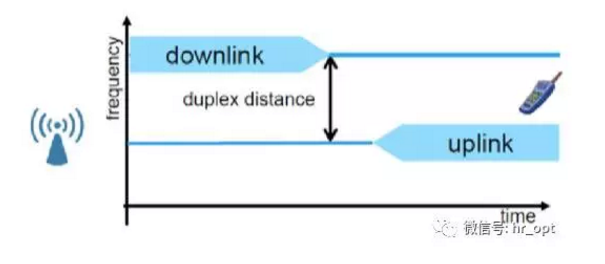 downlink
frequency
duplex distance
uplink
time
微信号: hr_opt